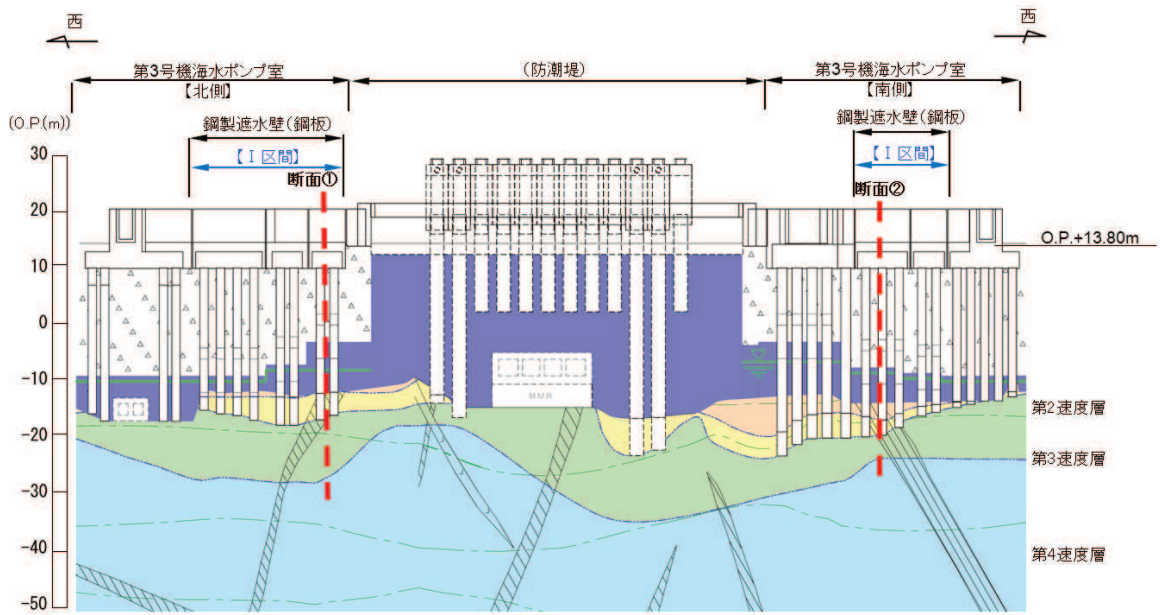 西
西
第3号機海水ポンプ室
【北側】
(防潮堤)
第3号機海水ポンプ室
【南側】
(O.P.(m))
鋼製遮水壁(鋼板)
【Ⅰ区間】
断面①
鋼製遮水壁(鋼板)
【Ⅰ区間】
断面②
30
20
10
0
-10
-20
-30
-40
-50
O.P.+13.80m
MMR
第2速度層
第3速度層
第4速度層